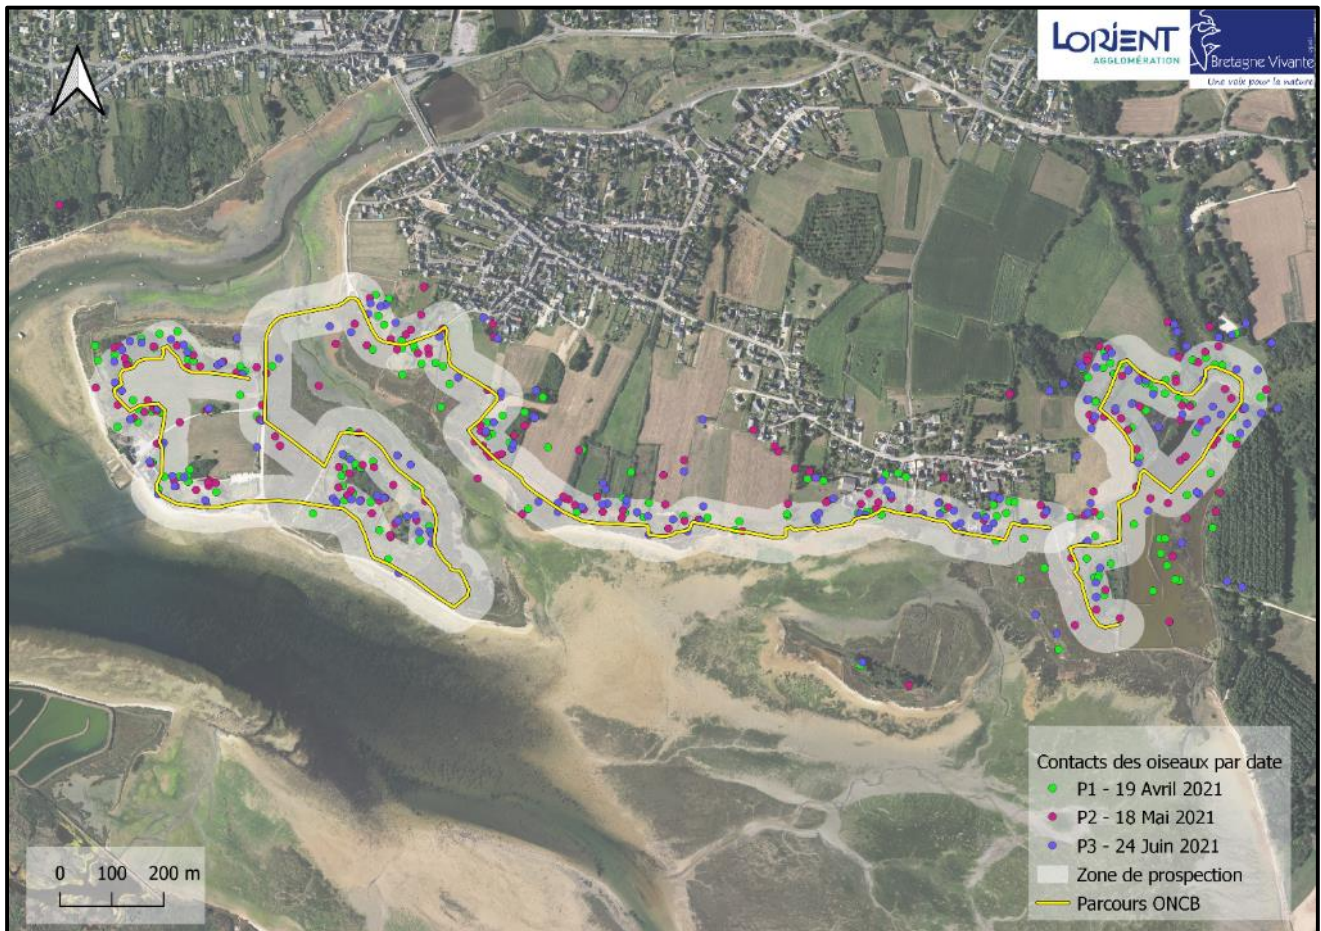 LORIENT
AGGLOMÉRATION
Bretagne Vivante
Une voix pour la nature
Contacts des oiseaux par date
P1 - 19 Avril 2021
P2 - 18 Mai 2021
P3 - 24 Juin 2021
Zone de prospection
Parcours ONCB
0 100 200 m